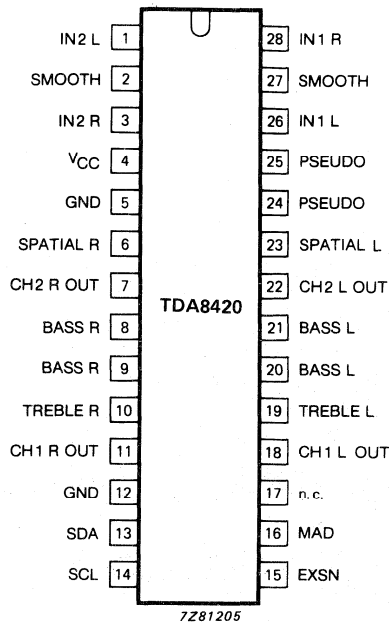 IN2 L 1 28 IN1 R
SMOOTH 2 27 SMOOTH
IN2 R 3 26 IN1 L
VCC 4 25 PSEUDO
GND 5 24 PSEUDO
SPATIAL R 6 23 SPATIAL L
CH2 R OUT 7 22 CH2 L OUT
TDA8420
BASS R 8 21 BASS L
BASS R 9 20 BASS L
TREBLE R 10 19 TREBLE L
CH1 R OUT 11 18 CH1 L OUT
GND 12 17 n.c.
SDA 13 16 MAD
SCL 14 15 EXSN
7Z81205